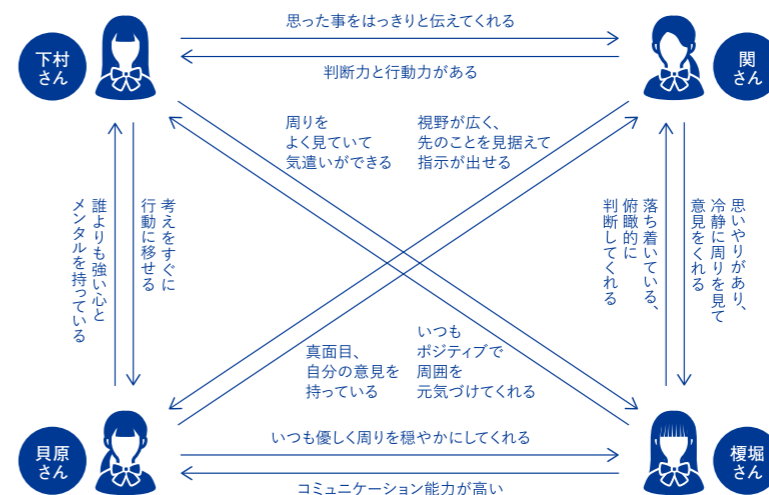 思った事をはっきりと伝えてくれる
下村
さん
関
さん
判断力と行動力がある
周りを
よく見ていて
気遣いができる
視野が広く、
先のことを見据えて
指示が出せる
考えをすぐに
行動に移せる
誰よりも強い心と
メンタルを持っている
思いやりがあり、
冷静に周りを見て
意見をくれる
落ち着いている、
俯瞰的に
判断してくれる
真面目、
自分の意見を
持っている
いつも
ポジティブで
周囲を
元気づけてくれる
貝原
さん
いつも優しく周りを穏やかにしてくれる
榎堀
さん
コミュニケーション能力が高い